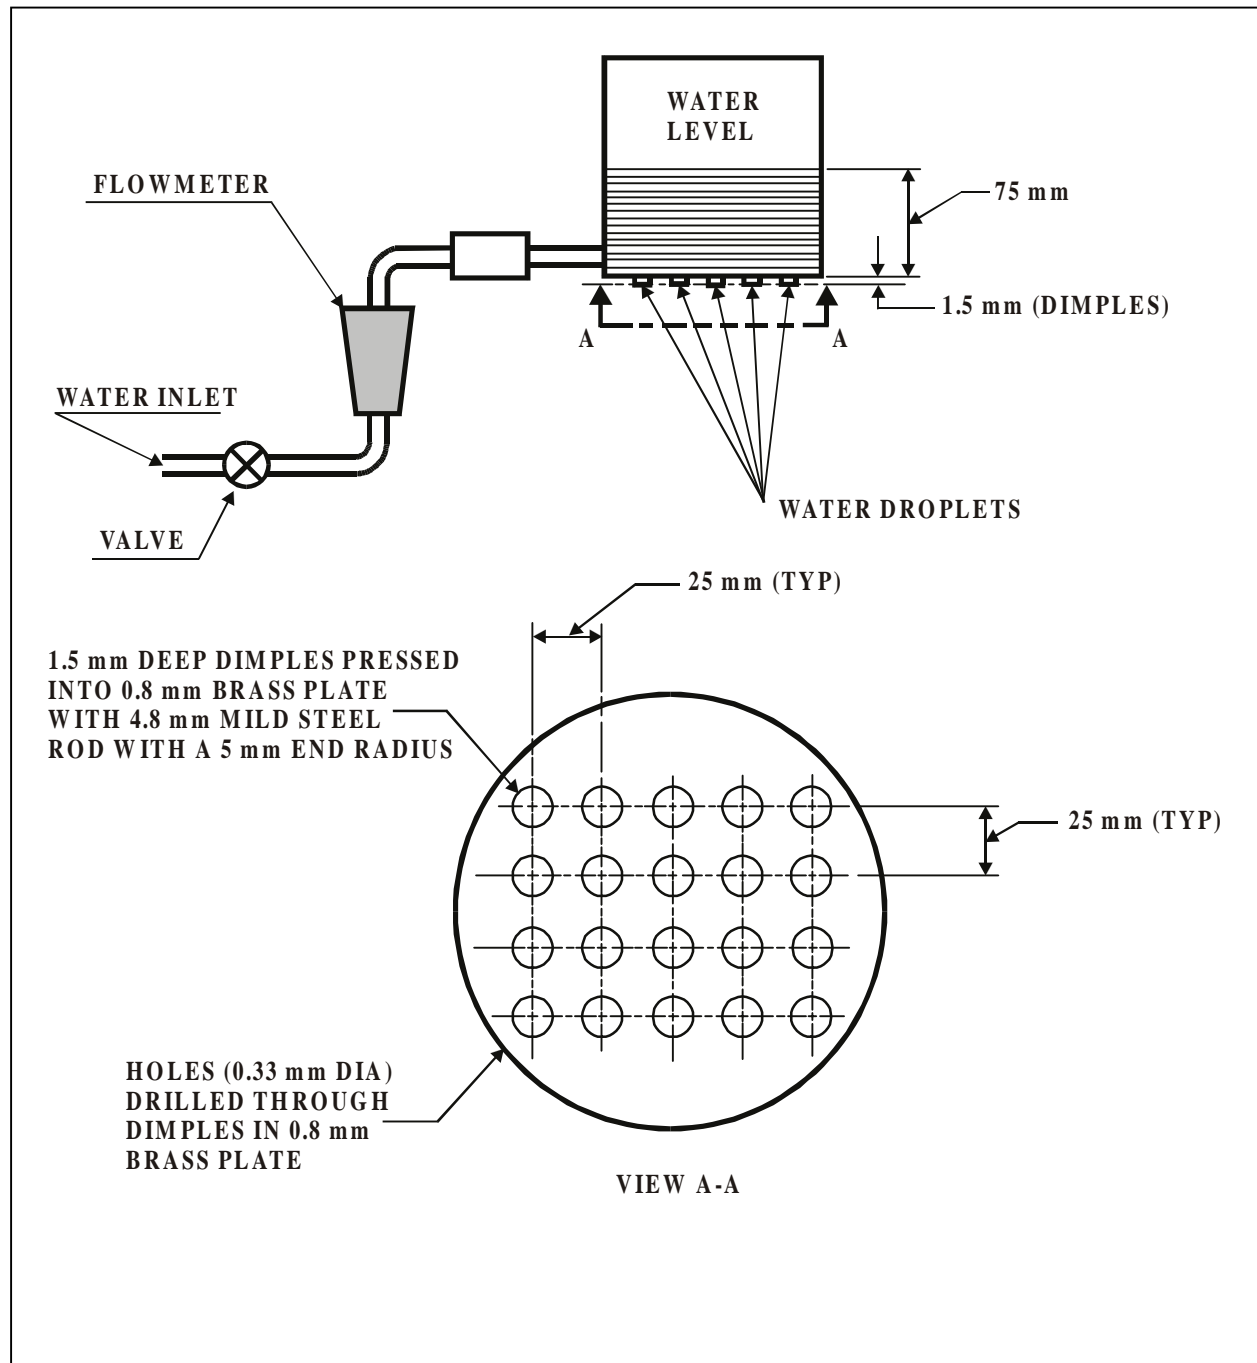 WATER
LEVEL
FLOWMETER
75 mm
1.5 mm (DIMPLES)
A
A
WATER INLET
WATER DROPLETS
VALVE
25 mm (TYP)
1.5 mm DEEP DIMPLES PRESSED
INTO 0.8 mm BRASS PLATE
WITH 4.8 mm MILD STEEL
ROD WITH A 5 mm END RADIUS
25 mm (TYP)
HOLES (0.33 mm DIA)
DRILLED THROUGH
DIMPLES IN 0.8 mm
BRASS PLATE
VIEW A-A